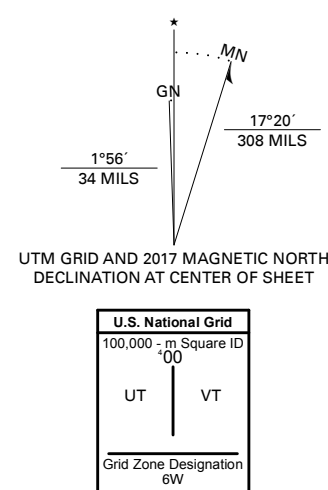 ★
MN
GN
17°20´
308 MILS
1°56´
34 MILS
UTM GRID AND 2017 MAGNETIC NORTH
DECLINATION AT CENTER OF SHEET
U.S. National Grid
100,000 - m Square ID
⁴00
UT VT
Grid Zone Designation
6W